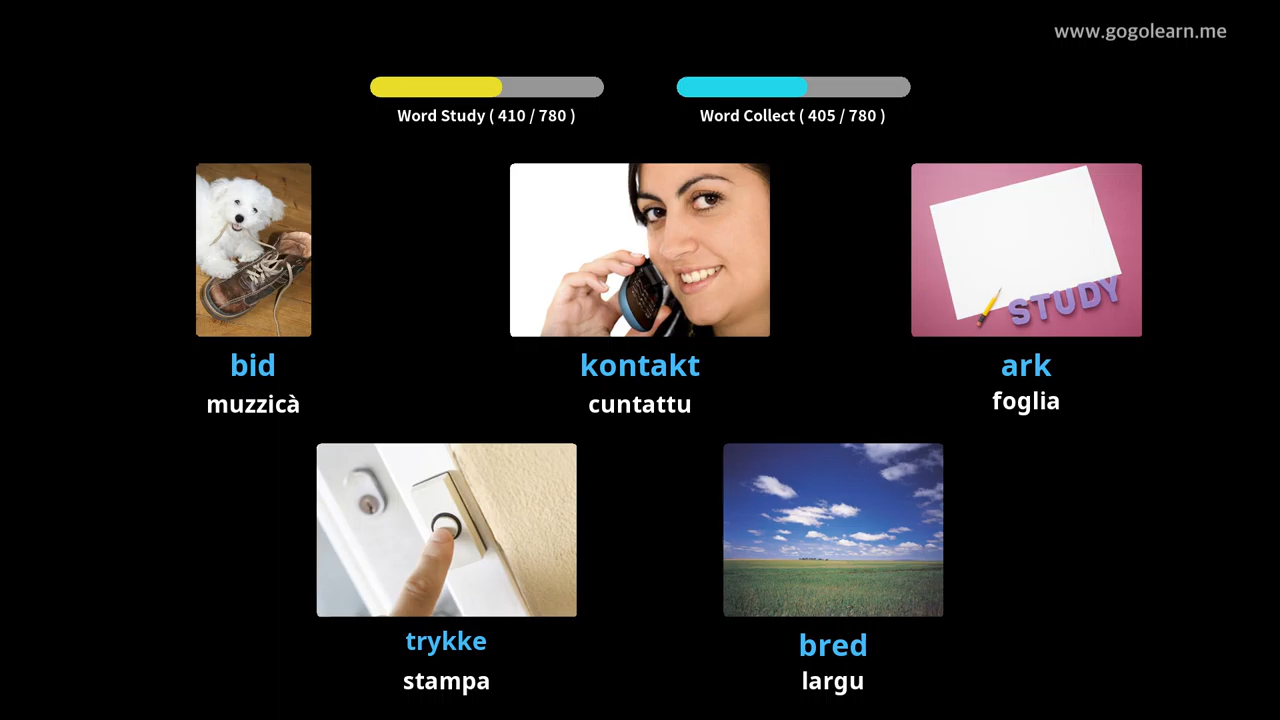 www.gogolearn.me
Word Study ( 410 / 780 )
Word Collect ( 405 / 780 )
STUDY
bid
muzzicà
kontakt
cuntattu
ark
foglia
trykke
stampa
bred
largu